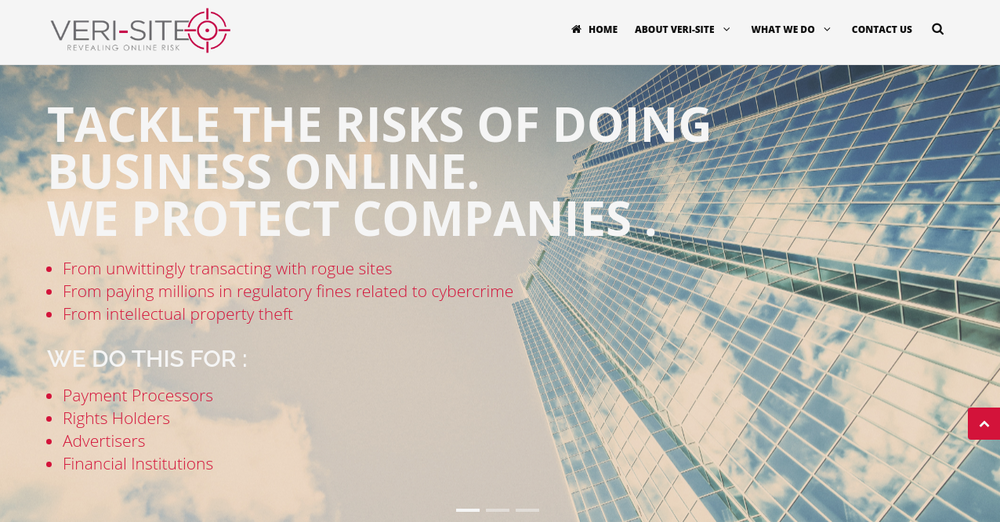 VERI-SITE
REVEALING ONLINE RISK
HOME ABOUT VERI-SITE WHAT WE DO CONTACT US
TACKLE THE RISKS OF DOING
BUSINESS ONLINE.
WE PROTECT COMPANIES .
From unwittingly transacting with rogue sites
From paying millions in regulatory fines related to cybercrime
From intellectual property theft
WE DO THIS FOR :
Payment Processors
Rights Holders
Advertisers
Financial Institutions